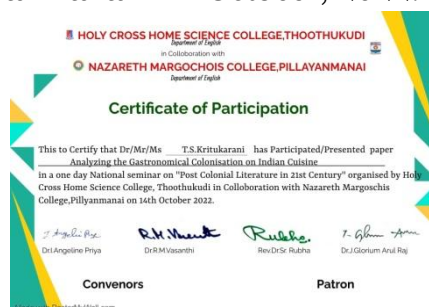 HOLY CROSS HOME SCIENCE COLLEGE,THOOTHUKUDI
Department of English
in Collaboration with
NAZARETH MARGOCHOIS COLLEGE,PILLAYANMANAI
Department of English
Certificate of Participation
This to Certify that Dr/Mr/Ms T.S.Kritukarani has Participated/Presented paper
Analyzing the Gastronomical Colonisation on Indian Cuisine
in a one day National seminar on "Post Colonial Literature in 21st Century" organised by Holy
Cross Home Science College, Thoothukudi in Colloboration with Nazareth Margoschis
College,Pillyanmanai on 14th October 2022.
Dr.I.Angeline Priya Dr.R.M.Vasanthi Rev.Dr.Sr. Rubha Dr.J.Glorium Arul Raj
Convenors Patron